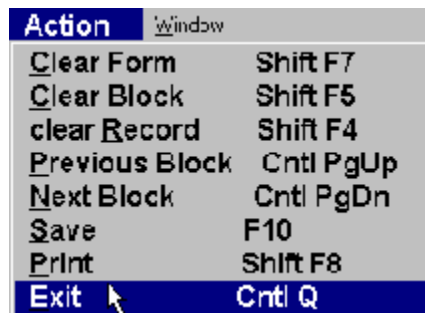 Action Window
Clear Form Shift F7
Clear Block Shift F5
clear Record Shift F4
Previous Block Cntl PgUp
Next Block Cntl PgDn
Save F10
Print Shift F8
Exit Cntl Q